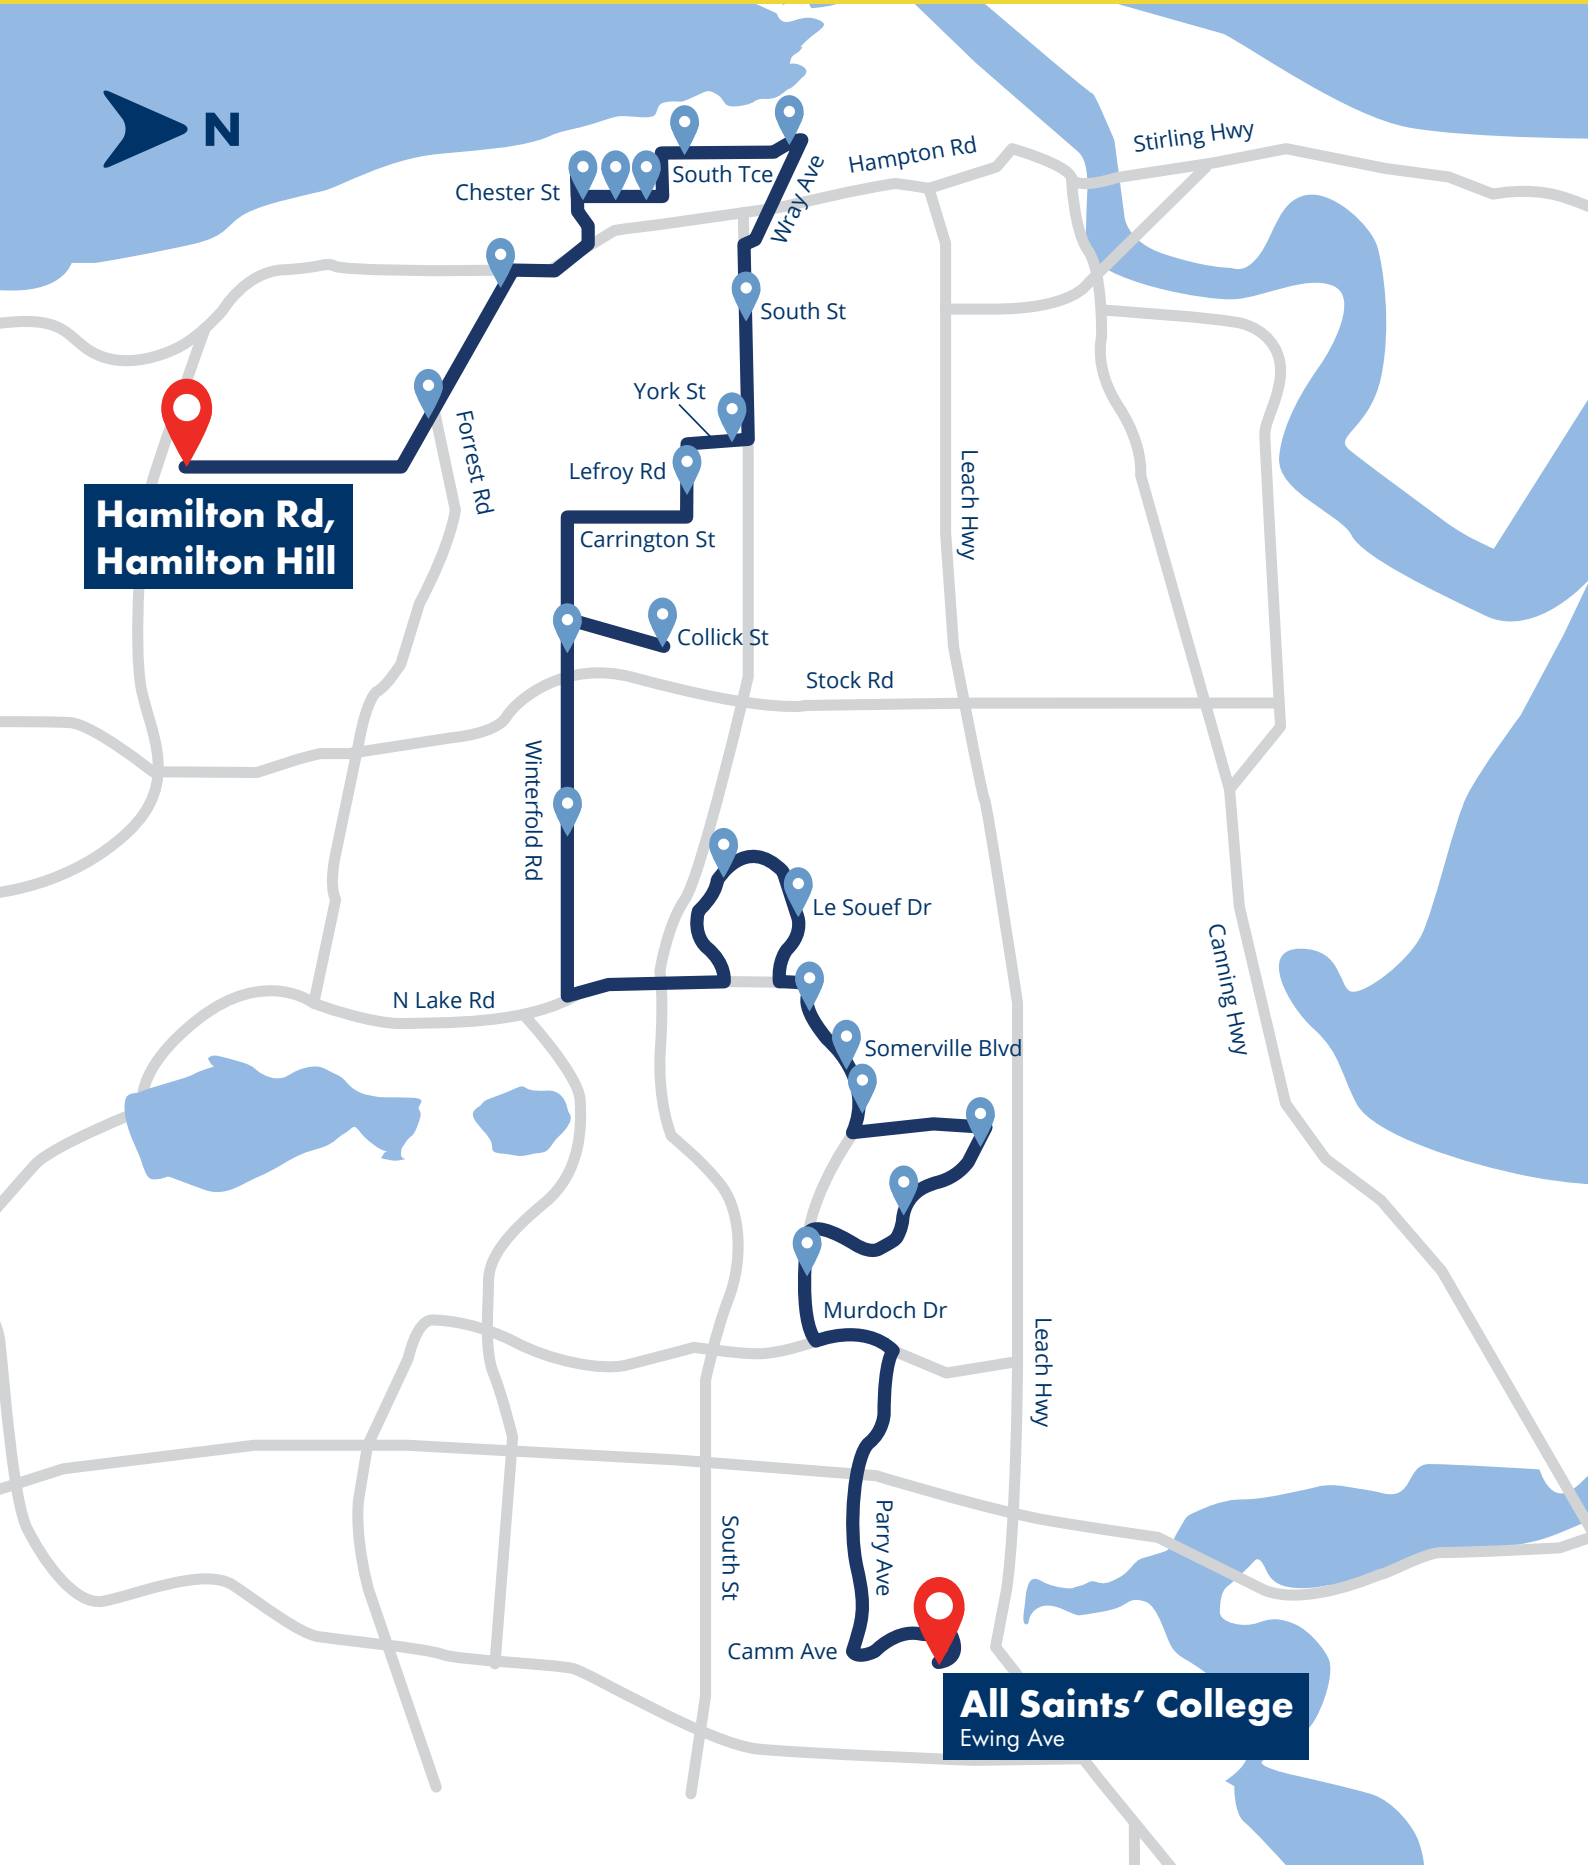 N
Stirling Hwy
Hampton Rd
South Tce
Chester St
Wray Ave
South St
York St
Forrest Rd
Lefroy Rd
Leach Hwy
Hamilton Rd,
Hamilton Hill
Carrington St
Collick St
Stock Rd
Winterfold Rd
Le Souef Dr
Canning Hwy
N Lake Rd
Somerville Blvd
Murdoch Dr
Leach Hwy
Parry Ave
South St
Camm Ave
All Saints’ College
Ewing Ave